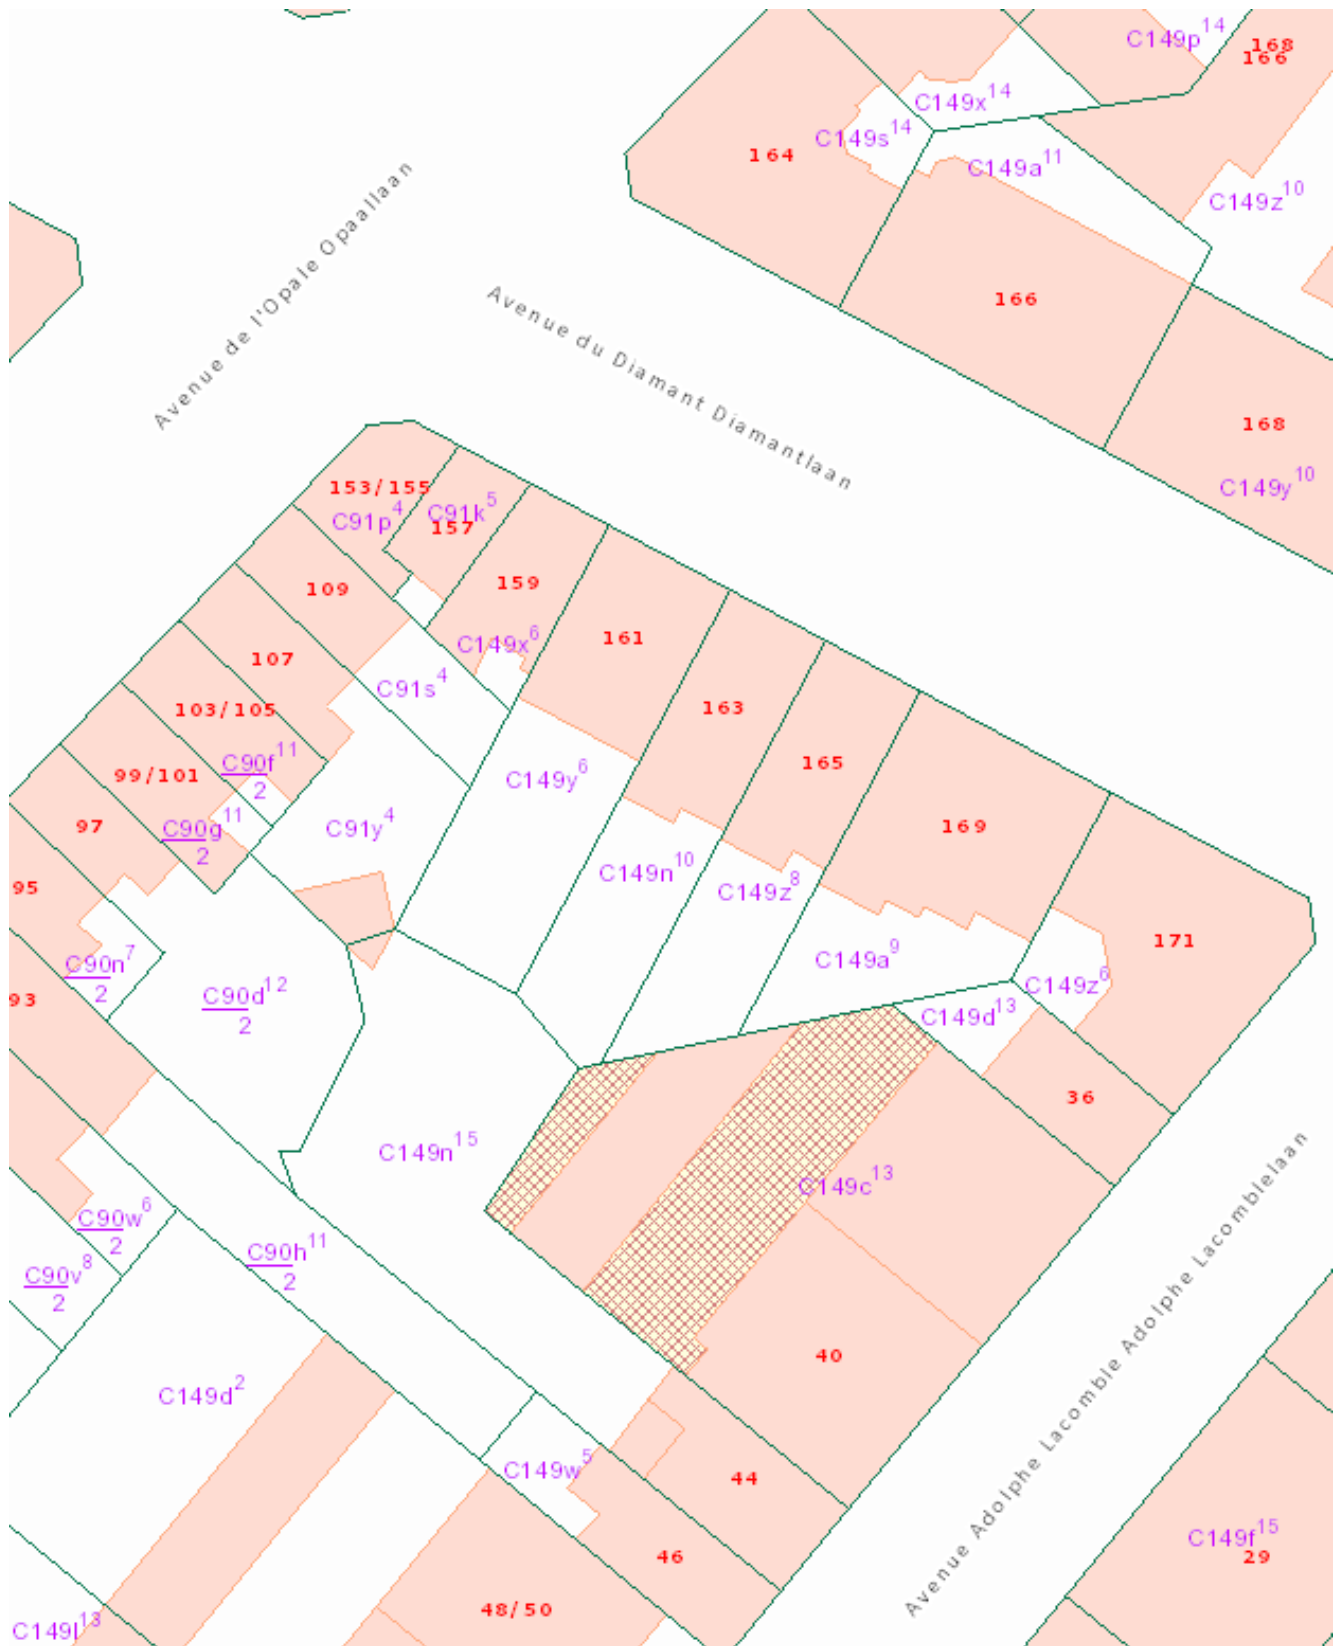 C149p14
168
166
C149x14
C149s14
164
C149a11
C149z10
Avenue de l'Opale Opaallaan
Avenue du Diamant Diamantlaan
166
168
C149y10
153/155
C91p4
C91k5
157
109
159
161
C149x6
107
C91s4
103/105
163
C90f11
2
99/101
C149y6
165
C90g11
2
97
C91y4
169
C149n10
C149z8
95
171
C149a9
C90n7
2
C149z6
93
C90d12
2
C149d13
36
C149n15
C149c13
C90w6
2
C90h11
2
C90v8
2
Avenue Adolphe Lacomble Adolphe Lacomblelaan
40
C149d2
C149w5
44
C149f15
29
46
48/50
C149l13